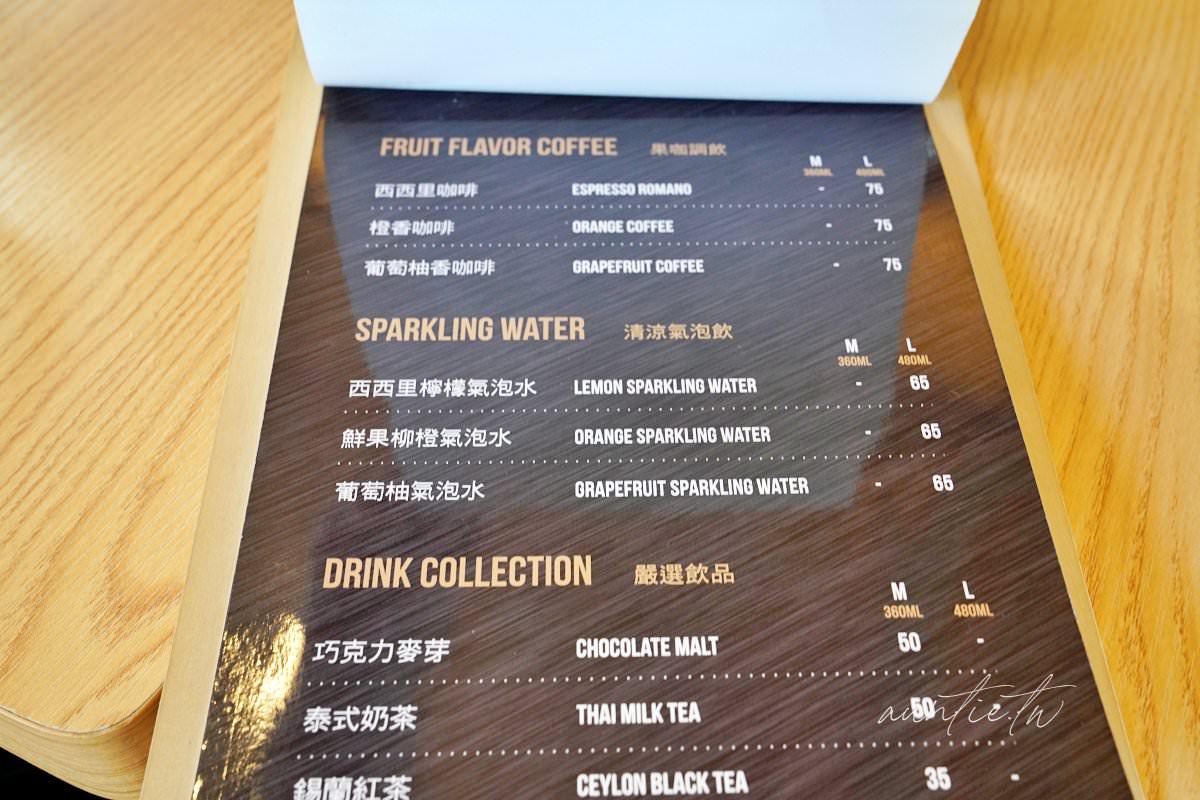 FRUIT FLAVOR COFFEE 果咖調飲
M L
360ML 480ML
西西里咖啡 ESPRESSO ROMANO - 75
橙香咖啡 ORANGE COFFEE - 75
葡萄柚香咖啡 GRAPEFRUIT COFFEE - 75
SPARKLING WATER 清涼氣泡飲
M L
360ML 480ML
西西里檸檬氣泡水 LEMON SPARKLING WATER - 65
鮮果柳橙氣泡水 ORANGE SPARKLING WATER - 65
葡萄柚氣泡水 GRAPEFRUIT SPARKLING WATER - 65
DRINK COLLECTION 嚴選飲品
M L
360ML 480ML
巧克力麥芽 CHOCOLATE MALT 50 -
泰式奶茶 THAI MILK TEA 50
auntie.tw
錫蘭紅茶 CEYLON BLACK TEA 35 -